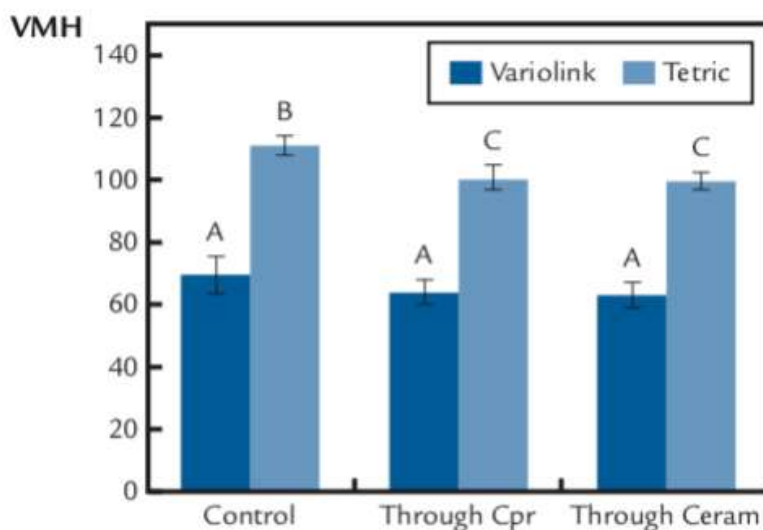 VMH
140
Variolink Tetric
120
B
C
C
100
A
80
A
A
60
40
20
0
Control Through Cpr Through Ceram